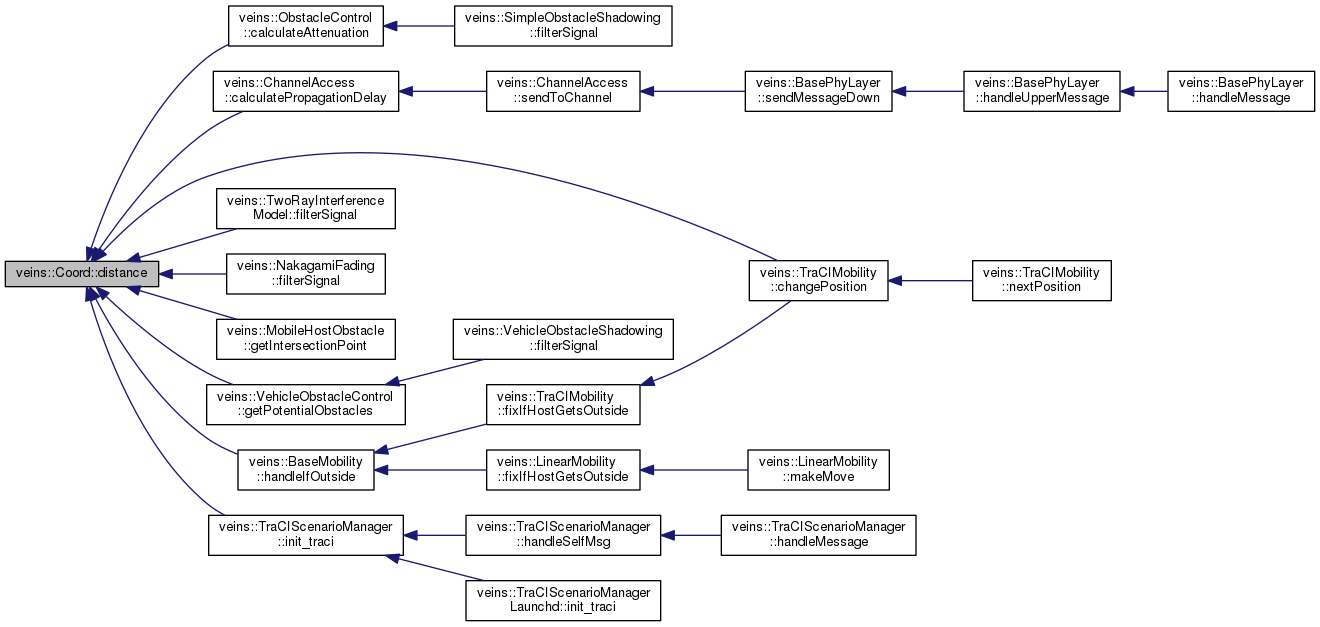 veins::ObstacleControl
::calculateAttenuation
veins::SimpleObstacleShadowing
::filterSignal
veins::ChannelAccess
::calculatePropagationDelay
veins::ChannelAccess
::sendToChannel
veins::BasePhyLayer
::sendMessageDown
veins::BasePhyLayer
::handleUpperMessage
veins::BasePhyLayer
::handleMessage
veins::TwoRayInterference
Model::filterSignal
veins::Coord::distance
veins::NakagamiFading
::filterSignal
veins::TraCIMobility
::changePosition
veins::TraCIMobility
::nextPosition
veins::MobileHostObstacle
::getIntersectionPoint
veins::VehicleObstacleShadowing
::filterSignal
veins::VehicleObstacleControl
::getPotentialObstacles
veins::TraCIMobility
::fixIfHostGetsOutside
veins::BaseMobility
::handleIfOutside
veins::LinearMobility
::fixIfHostGetsOutside
veins::LinearMobility
::makeMove
veins::TraCIScenarioManager
::init_traci
veins::TraCIScenarioManager
::handleSelfMsg
veins::TraCIScenarioManager
::handleMessage
veins::TraCIScenarioManager
Launchd::init_traci